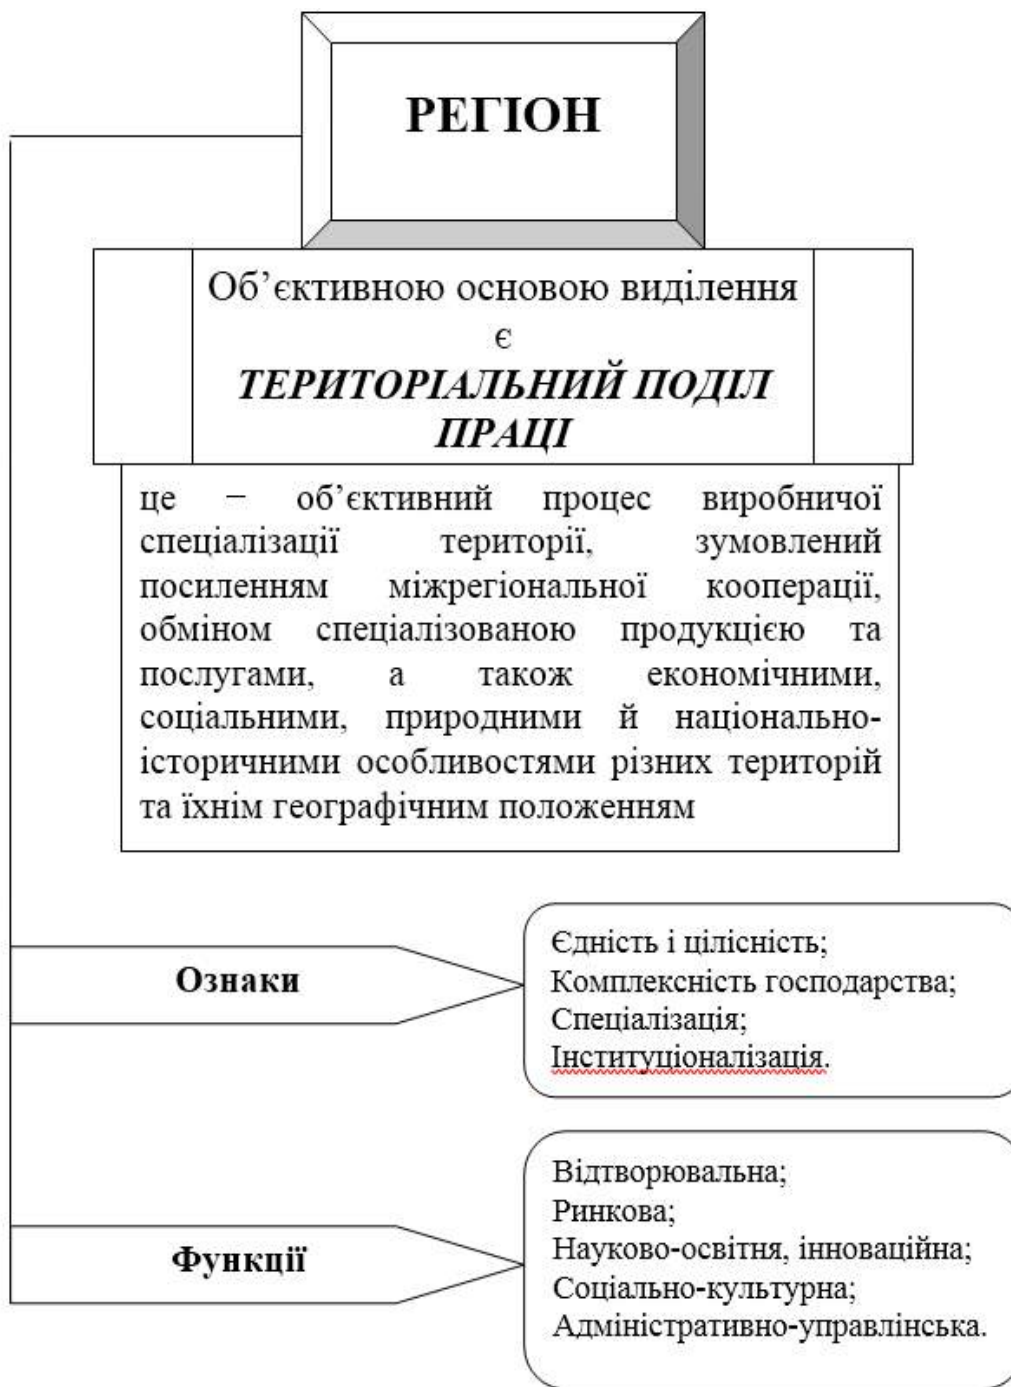 РЕГІОН
Об’єктивною основою виділення
є
ТЕРИТОРІАЛЬНИЙ ПОДІЛ
ПРАЦІ
це − об’єктивний процес виробничої
спеціалізації території, зумовлений
посиленням міжрегіональної кооперації,
обміном спеціалізованою продукцією та
послугами, а також економічними,
соціальними, природними й національно-
історичними особливостями різних територій
та їхнім географічним положенням
Ознаки
Єдність і цілісність;
Комплексність господарства;
Спеціалізація;
Інституціоналізація.
Функції
Відтворювальна;
Ринкова;
Науково-освітня, інноваційна;
Соціально-культурна;
Адміністративно-управлінська.